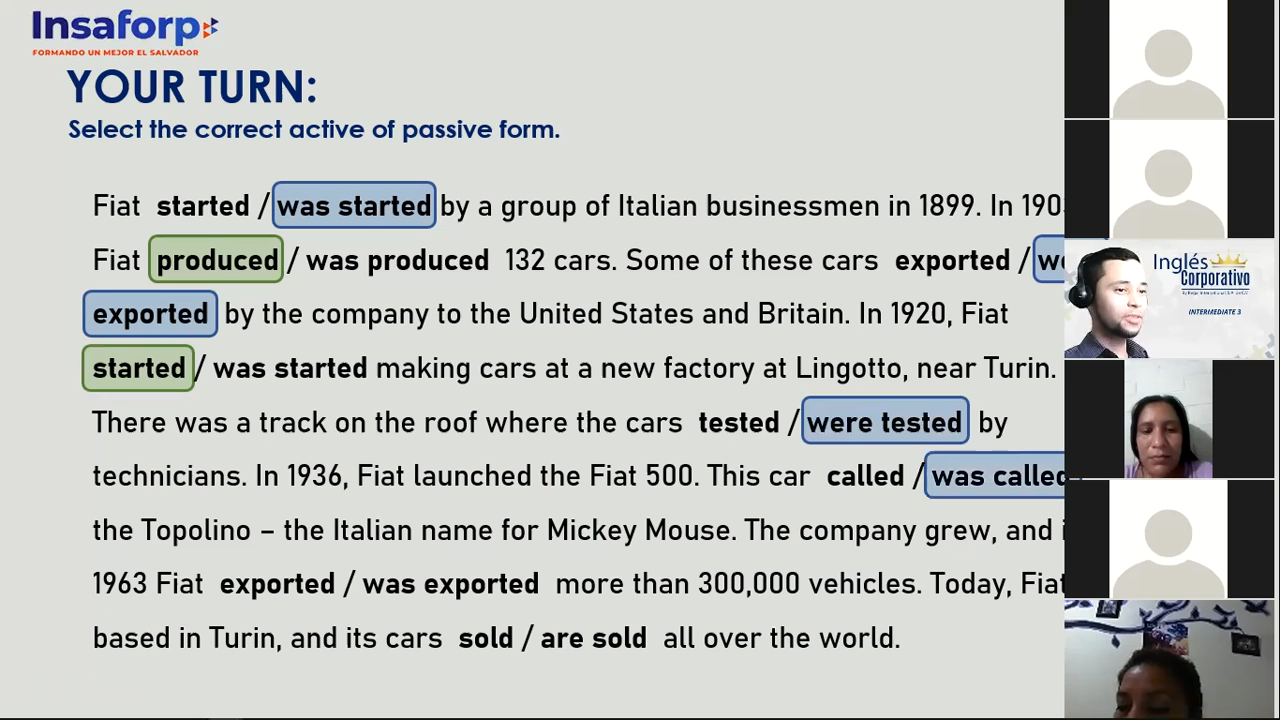 Insaforp
FORMANDO UN MEJOR EL SALVADOR
YOUR TURN:
Select the correct active of passive form.
Fiat started / was started by a group of Italian businessmen in 1899. In
Fiat produced / was produced 132 cars. Some of these cars exported /
exported by the company to the United States and Britain. In 1920, Fiat
started / was started making cars at a new factory at Lingotto, near Turin.
There was a track on the roof where the cars tested / were tested by
technicians. In 1936, Fiat launched the Fiat 500. This car called / was called
the Topolino – the Italian name for Mickey Mouse. The company grew, and
1963 Fiat exported / was exported more than 300,000 vehicles. Today, Fiat
based in Turin, and its cars sold / are sold all over the world.
Inglés
Corporativo
INTERMEDIATE 3